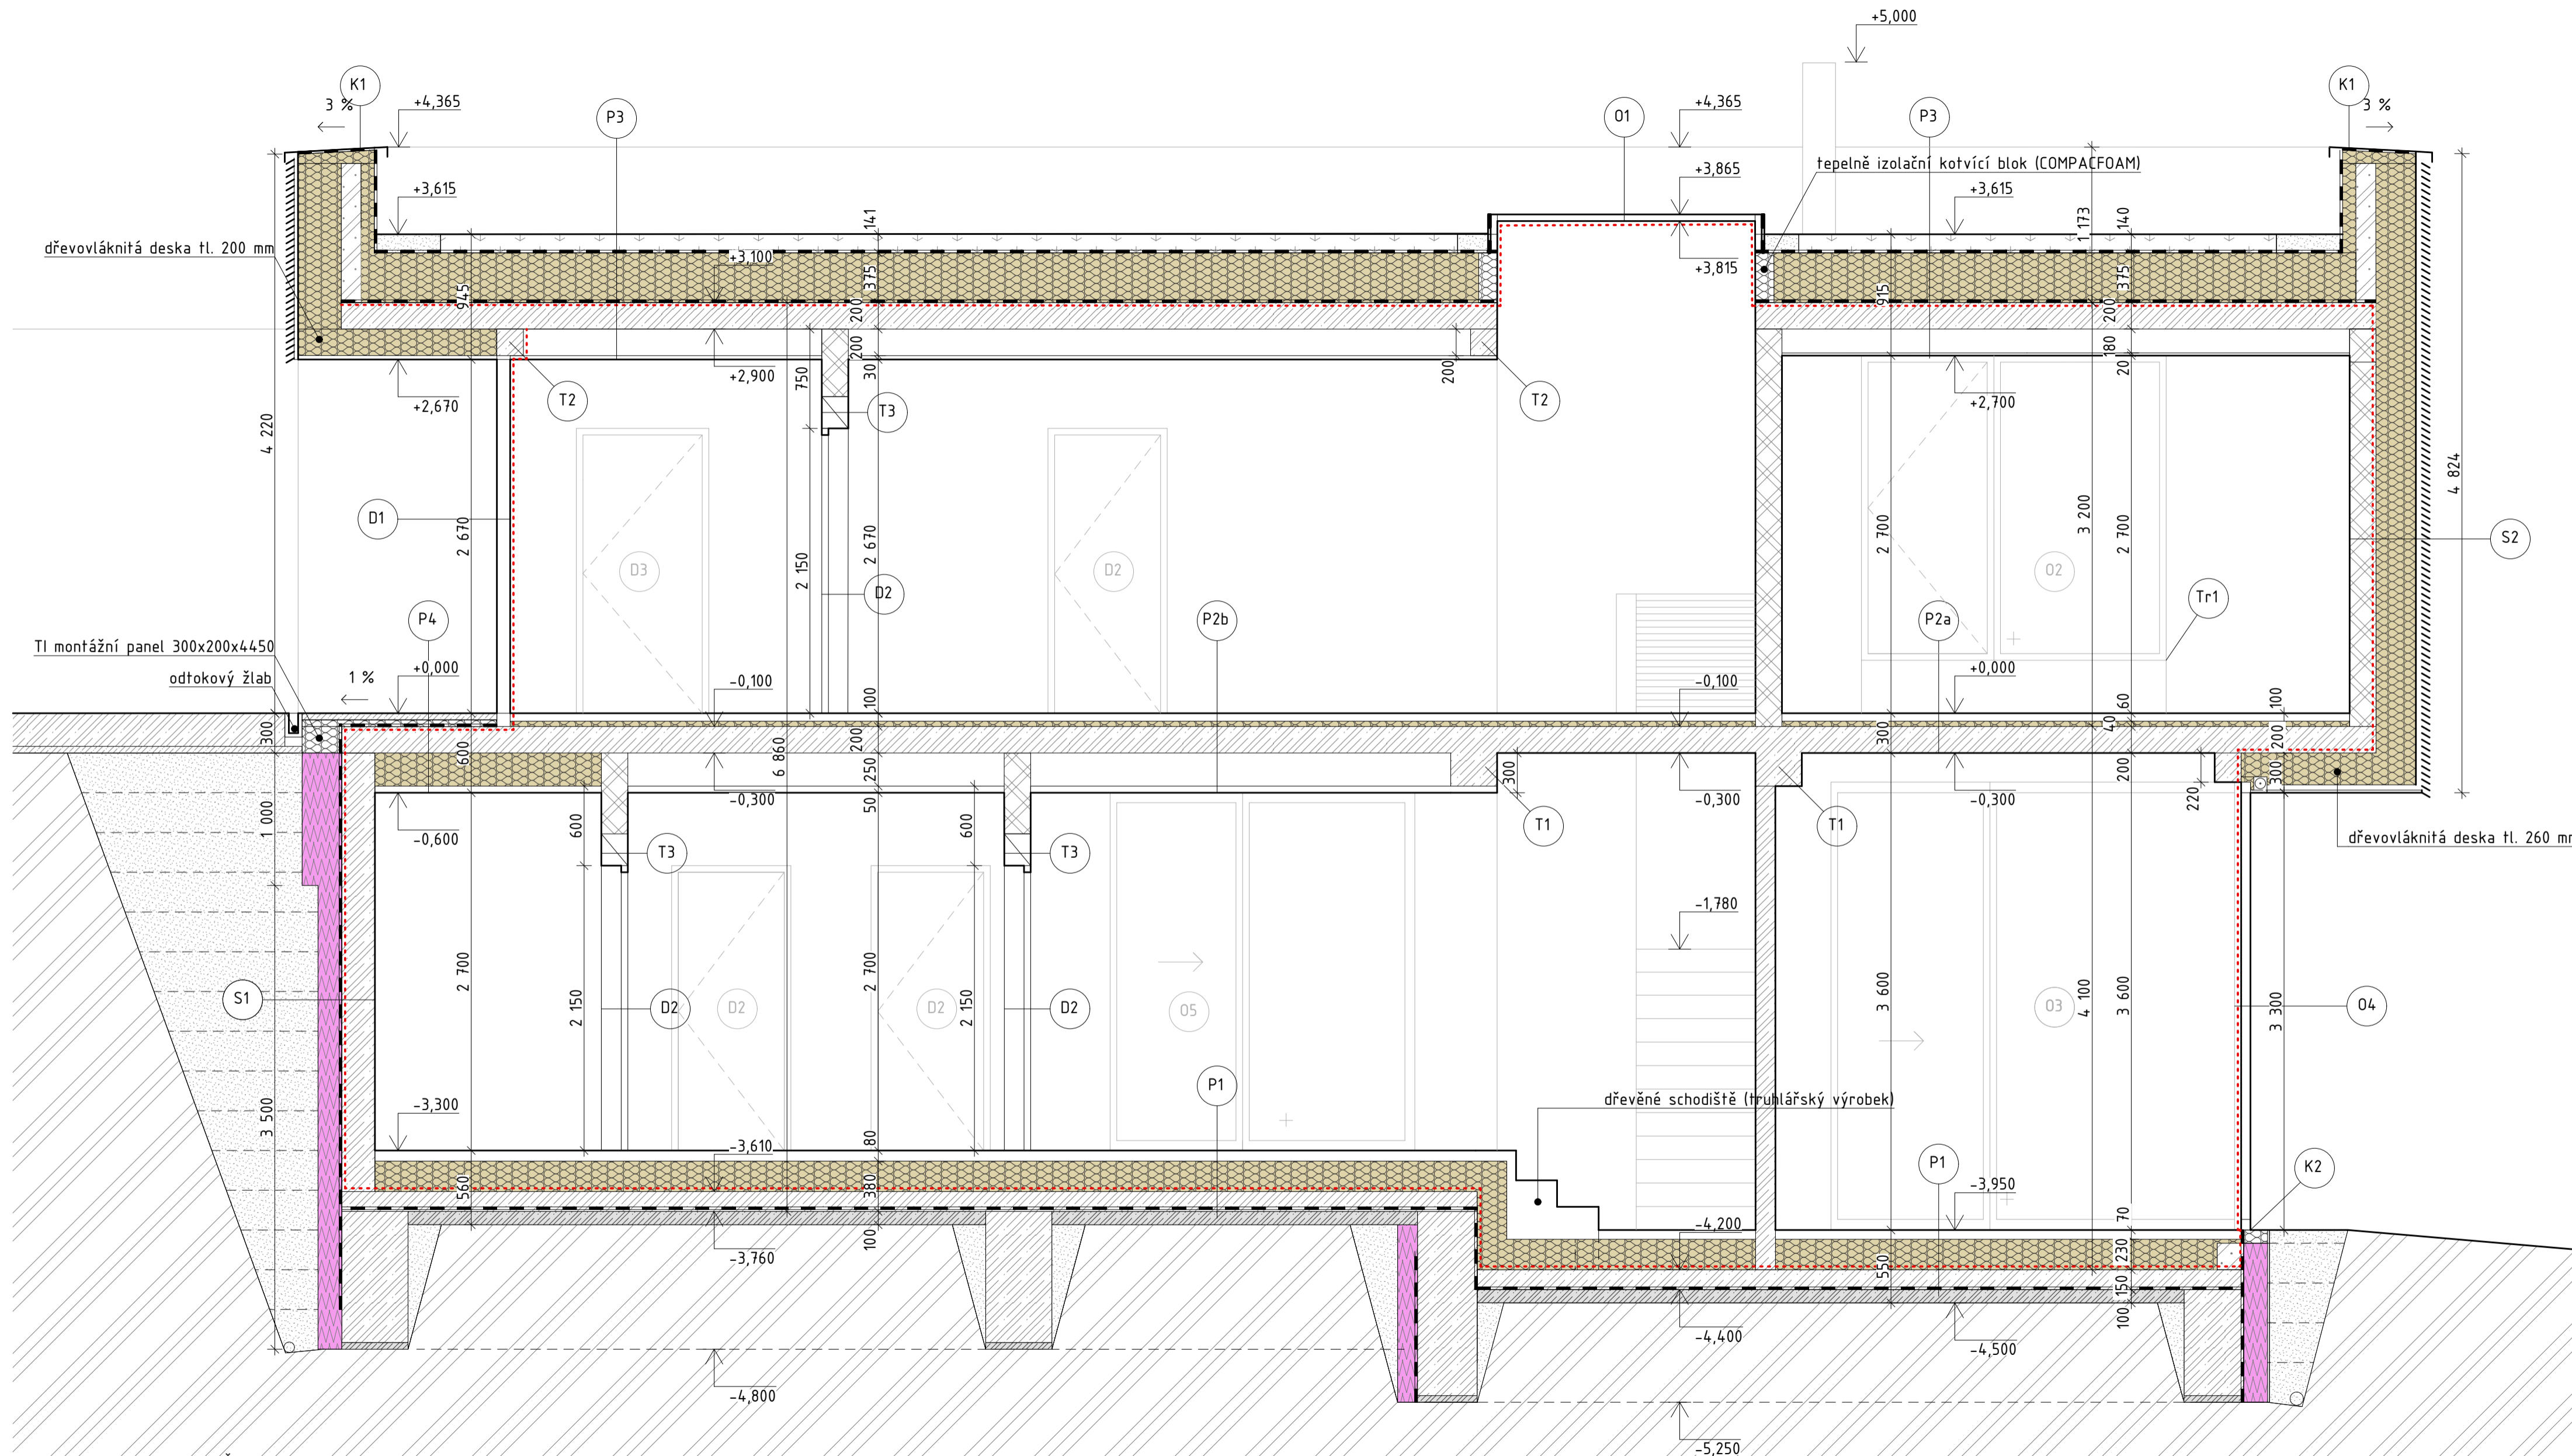 +5,000
K1
3 %
+4,365
P3
O1
+4,365
P3
K1
3 %
tepelně izolační kotvící blok (COMPACFOAM)
+3,865
+3,615
+3,615
141
1 173
140
dřevovláknitá deska tl. 200 mm
+3,100
375
+3,815
375
945
915
200
200
200
180
30
20
+2,900
750
200
+2,670
T2
T3
T2
+2,700
4 220
4 824
D1
2 670
2 670
2 700
3 200
2 700
S2
D3
D2
O2
2 150
D2
Tr1
P4
P2b
P2a
TI montážní panel 300x200x4450
odtokový žlab
1 %
+0,000
-0,100
-0,100
+0,000
100
60
100
300
600
6 860
200
300
40
200
250
300
200
300
50
-0,300
-0,300
-0,300
220
1 000
-0,600
600
600
T1
T1
dřevovláknitá deska tl. 260 mm
T3
T3
-1,780
S1
2 700
2 700
2 150
D2
D2
D2
2 150
D2
O5
3 600
4 100
3 600
O3
3 300
O4
P1
dřevěné schodiště (truhlářský výrobek)
3 500
-3,300
-3,610
80
P1
K2
-3,950
560
380
-4,200
70
230
550
150
100
100
-3,760
-4,400
-4,500
-4,800
-5,250